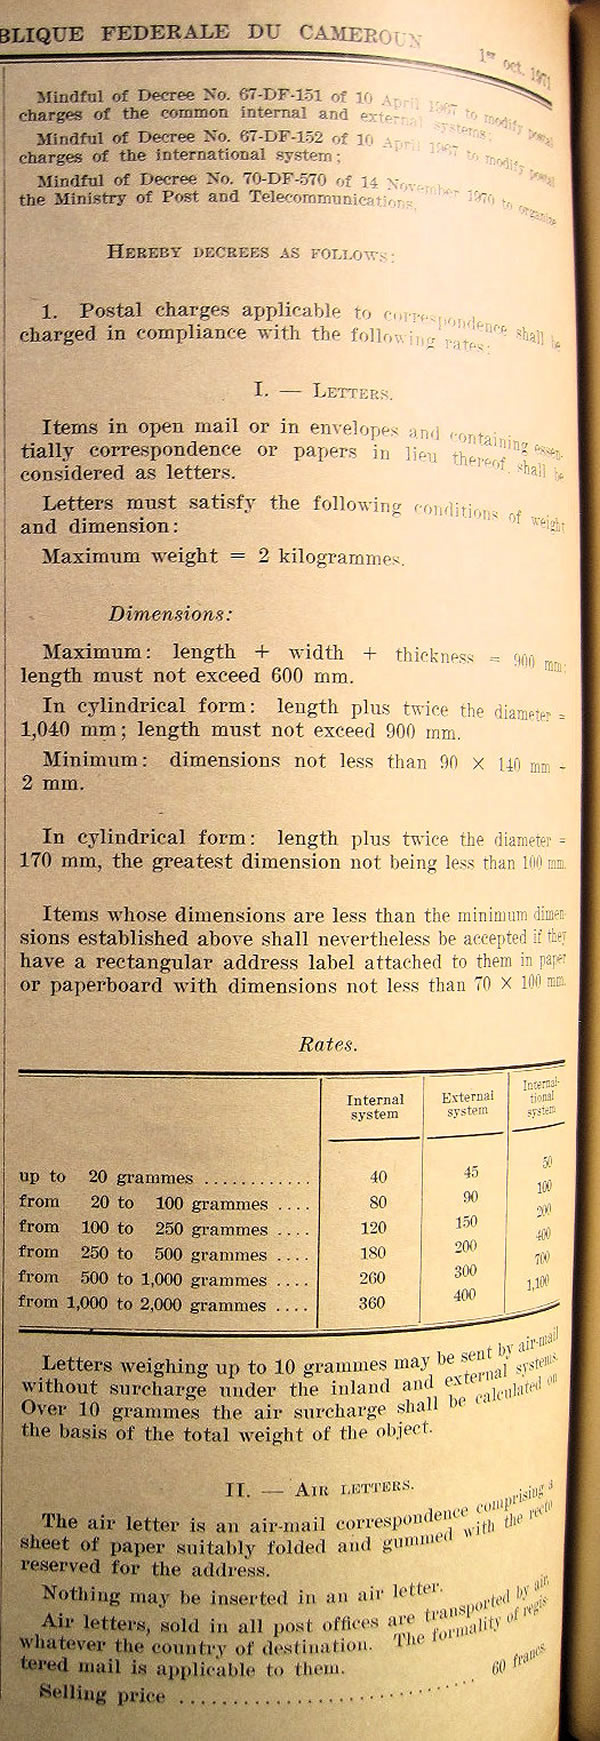 BLIQUE FEDERALE DU CAMEROUN
1er oct. 1971
Mindful of Decree No. 67-DF-151 of 10 April 1967 to modify postal
charges of the common internal and external systems;
Mindful of Decree No. 67-DF-152 of 10 April 1967 to modify postal
charges of the international system;
Mindful of Decree No. 70-DF-570 of 14 November 1970 to organize
the Ministry of Post and Telecommunications,
HEREBY DECREES AS FOLLOWS:
1. Postal charges applicable to correspondence shall be
charged in compliance with the following rates:
I. — LETTERS.
Items in open mail or in envelopes and containing essen-
tially correspondence or papers in lieu thereof, shall be
considered as letters.
Letters must satisfy the following conditions of weight
and dimension:
Maximum weight = 2 kilogrammes.
Dimensions:
Maximum: length + width + thickness = 900 mm;
length must not exceed 600 mm.
In cylindrical form: length plus twice the diameter =
1,040 mm; length must not exceed 900 mm.
Minimum: dimensions not less than 90 × 140 mm -
2 mm.
In cylindrical form: length plus twice the diameter =
170 mm, the greatest dimension not being less than 100 mm.
Items whose dimensions are less than the minimum dimen-
sions established above shall nevertheless be accepted if they
have a rectangular address label attached to them in paper
or paperboard with dimensions not less than 70 × 100 mm.
Rates.
Internal system External system Interna-tional system
up to 20 grammes ............ 40 45 50
from 20 to 100 grammes .... 80 90 100
from 100 to 250 grammes .... 120 150 200
from 250 to 500 grammes .... 180 200 400
from 500 to 1,000 grammes .... 260 300 700
from 1,000 to 2,000 grammes .... 360 400 1,100
Letters weighing up to 10 grammes may be sent by air-mail
without surcharge under the inland and external systems.
Over 10 grammes the air surcharge shall be calculated on
the basis of the total weight of the object.
II. — AIR LETTERS.
The air letter is an air-mail correspondence comprising a
sheet of paper suitably folded and gummed with the recto
reserved for the address.
Nothing may be inserted in an air letter.
Air letters, sold in all post offices are transported by air,
whatever the country of destination. The formality of regis-
tered mail is applicable to them.
Selling price .............................. 60 francs.